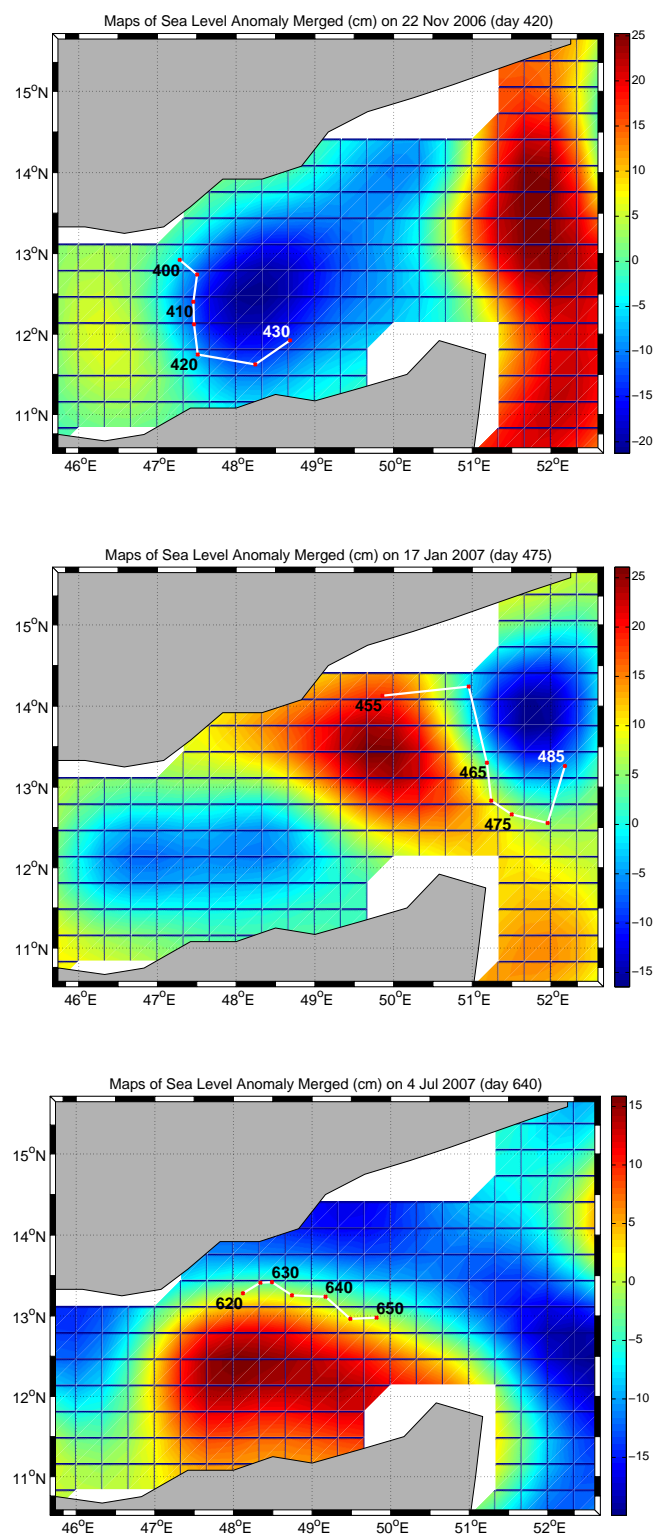 Maps of Sea Level Anomaly Merged (cm) on 22 Nov 2006 (day 420)
25
20
15
10
5
0
−5
−10
−15
−20
15°N
14°N
13°N
12°N
11°N
400
410
420
430
46°E 47°E 48°E 49°E 50°E 51°E 52°E
Maps of Sea Level Anomaly Merged (cm) on 17 Jan 2007 (day 475)
25
20
15
10
5
0
−5
−10
−15
15°N
14°N
13°N
12°N
11°N
455
465
475
485
46°E 47°E 48°E 49°E 50°E 51°E 52°E
Maps of Sea Level Anomaly Merged (cm) on 4 Jul 2007 (day 640)
15
10
5
0
−5
−10
−15
15°N
14°N
13°N
12°N
11°N
620
630
640
650
46°E 47°E 48°E 49°E 50°E 51°E 52°E